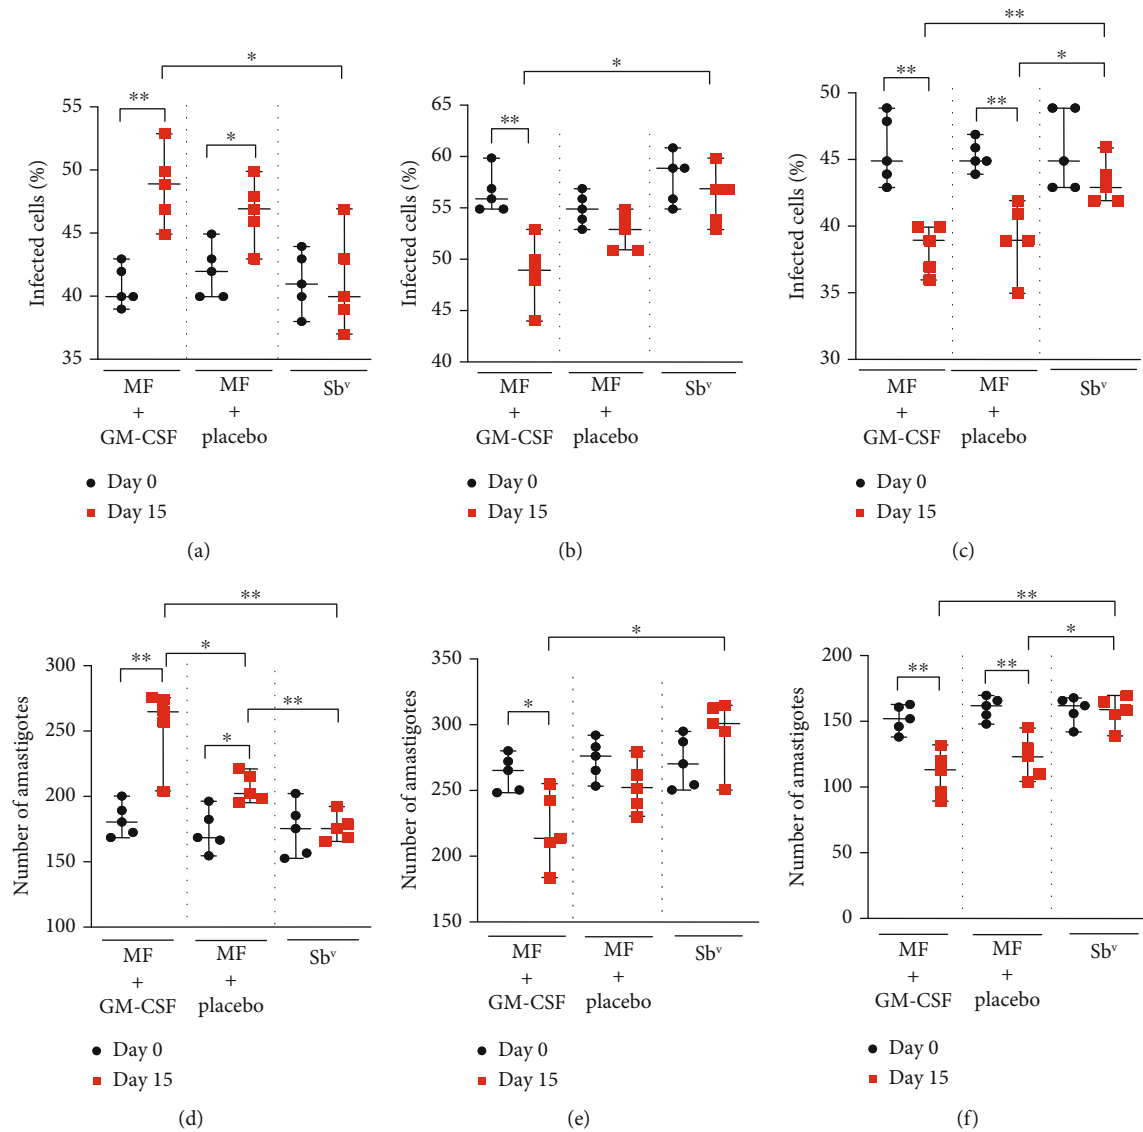 *
**
*
Infected cells (%)
55
50
45
40
35
MF
+
GM-CSF
MF
+
placebo
Sbᵛ
Day 0
Day 15
(a)
*
**
Infected cells (%)
65
60
55
50
45
40
MF
+
GM-CSF
MF
+
placebo
Sbᵛ
Day 0
Day 15
(b)
**
*
**
**
Infected cells (%)
50
45
40
35
30
MF
+
GM-CSF
MF
+
placebo
Sbᵛ
Day 0
Day 15
(c)
**
*
**
**
*
Number of amastigotes
300
250
200
150
100
MF
+
GM-CSF
MF
+
placebo
Sbᵛ
Day 0
Day 15
(d)
*
*
Number of amastigotes
350
300
250
200
150
MF
+
GM-CSF
MF
+
placebo
Sbᵛ
Day 0
Day 15
(e)
**
*
**
**
Number of amastigotes
200
150
100
50
0
MF
+
GM-CSF
MF
+
placebo
Sbᵛ
Day 0
Day 15
(f)